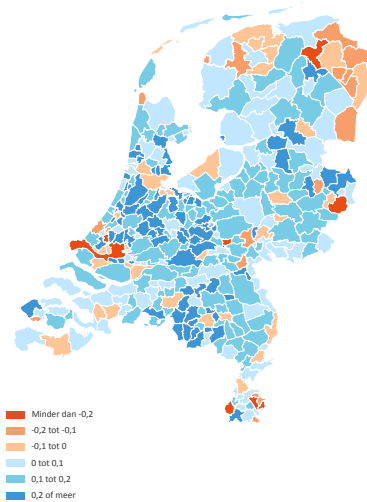 Minder dan -0,2
-0,2 tot -0,1
-0,1 tot 0
0 tot 0,1
0,1 tot 0,2
0,2 of meer